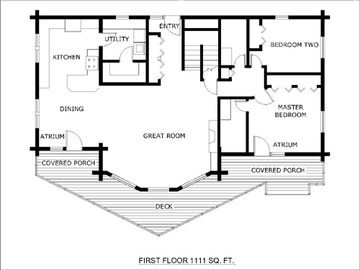 ENTRY
UTILITY
KITCHEN
BEDROOM TWO
DINING
MASTER
BEDROOM
GREAT ROOM
ATRIUM
ATRIUM
COVERED PORCH
COVERED PORCH
DECK
FIRST FLOOR 1111 SQ. FT.